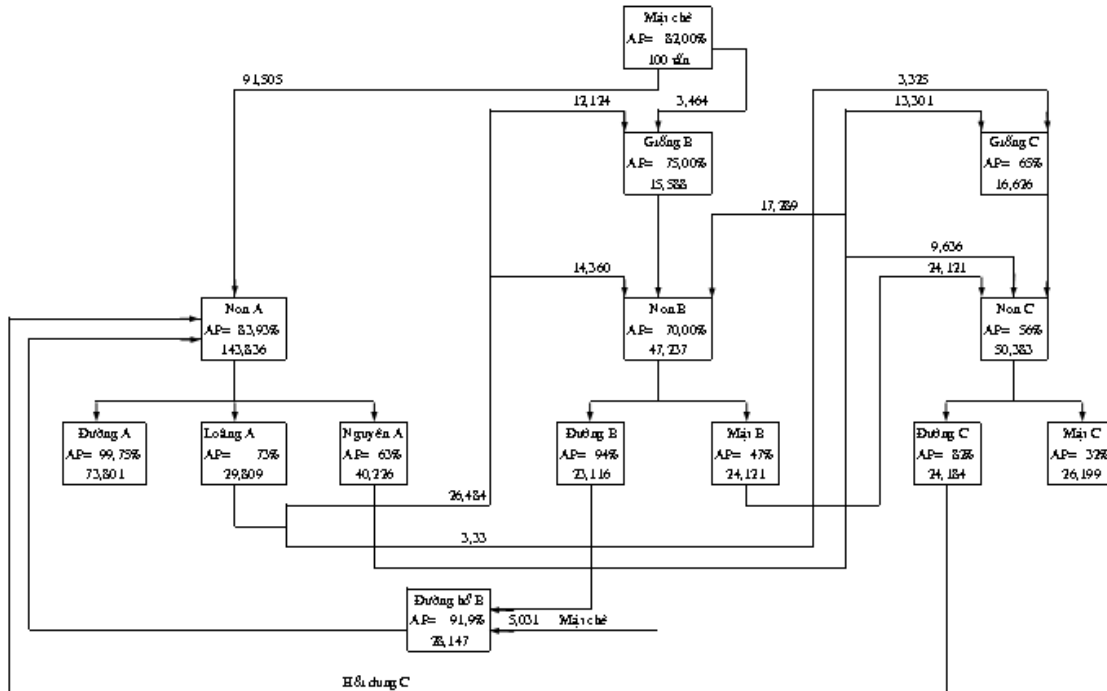 Mật chè
AP= 82,00%
100 tấn
91,505
12,124
3,464
3,325
13,301
Giống B
AP= 75,00%
15,588
Giống C
AP= 65%
16,626
17,289
14,360
9,636
24,121
Non A
AP= 83,93%
143,836
Non B
AP= 70,00%
47,237
Non C
AP= 56%
50,383
Đường A
AP= 99,75%
73,801
Loãng A
AP= 73%
29,809
Nguyên A
AP= 63%
40,226
Đường B
AP= 94%
23,116
Mật B
AP= 47%
24,121
Đường C
AP= 82%
24,184
Mật C
AP= 32%
26,199
26,484
3,33
Đường hồ B
AP= 91,9%
28,147
5,031 Mật chè
Hồi dung C